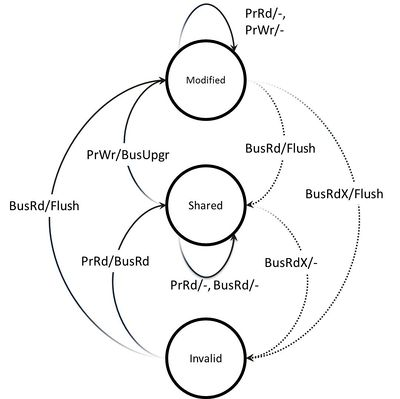 PrRd/-,
PrWr/-
Modified
PrWr/BusUpgr
BusRd/Flush
BusRdX/Flush
BusRd/Flush
Shared
PrRd/BusRd
BusRdX/-
PrRd/-, BusRd/-
Invalid